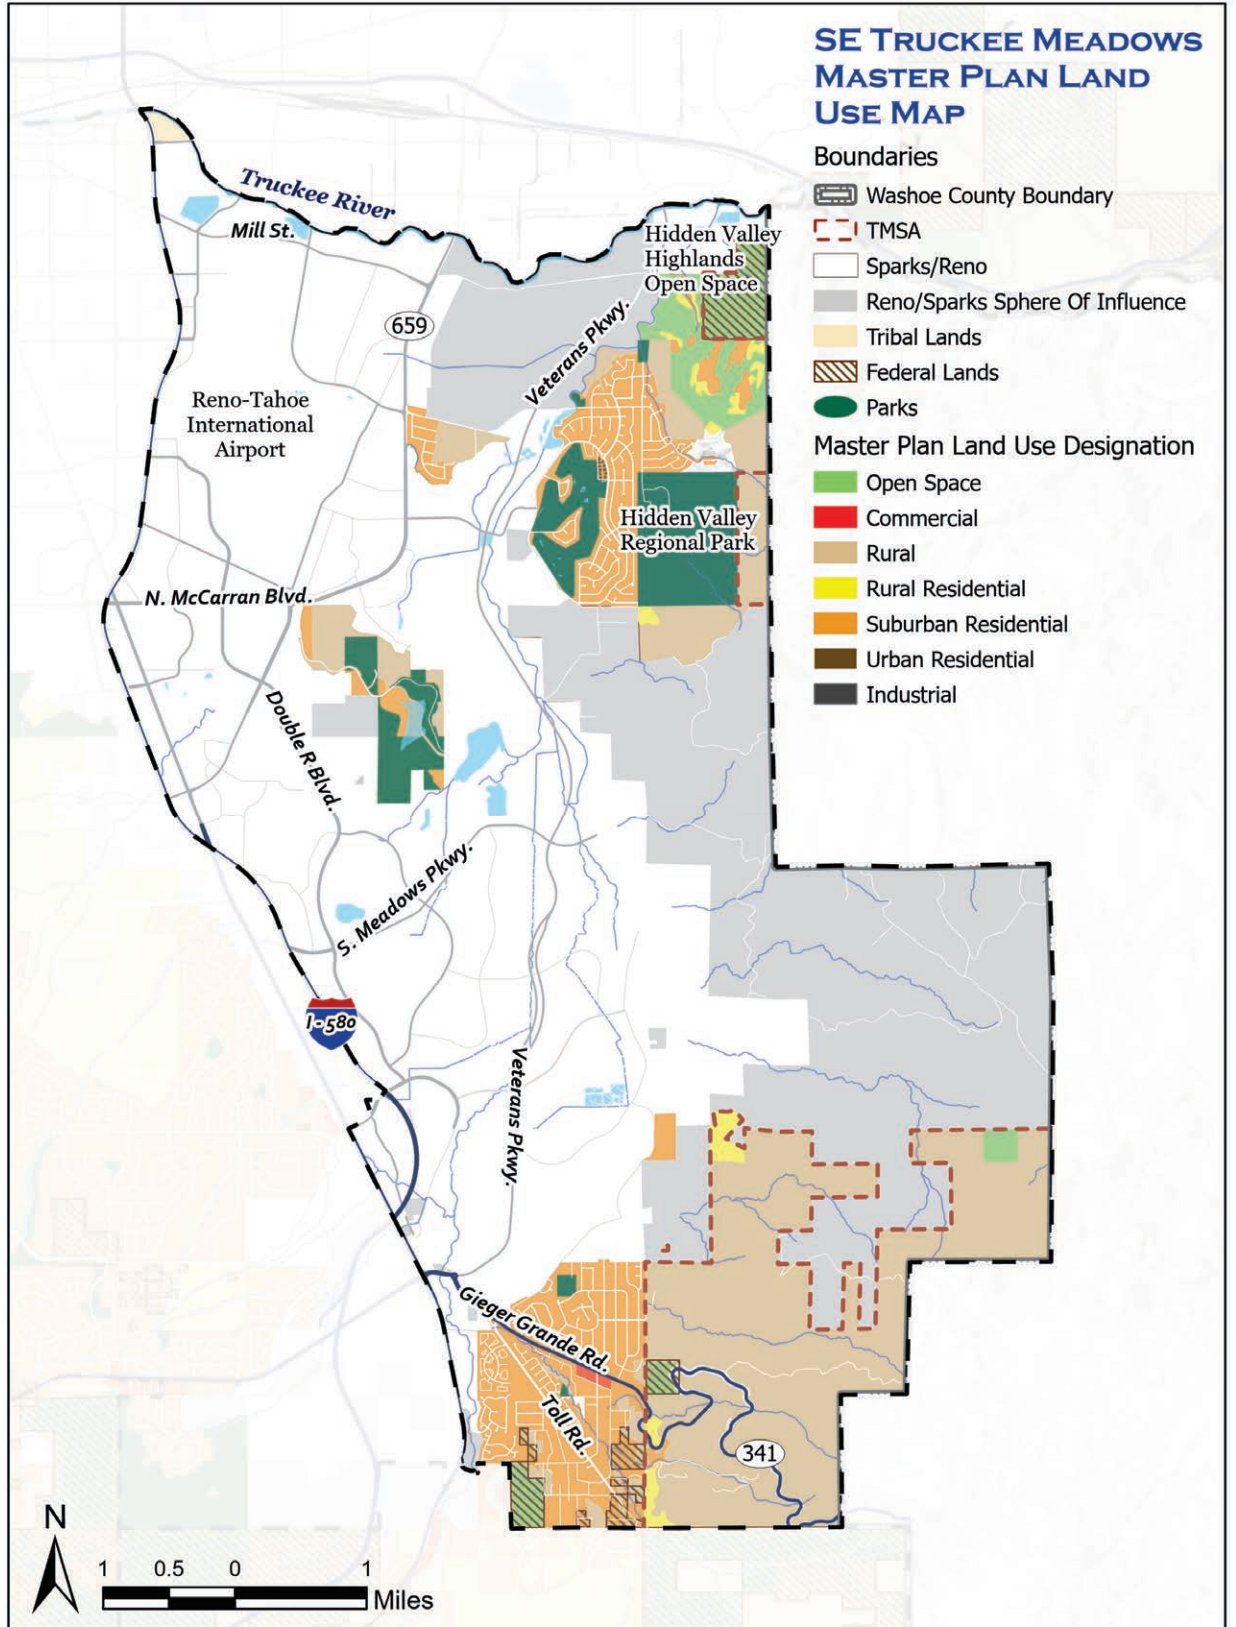 SE TRUCKEE MEADOWS
MASTER PLAN LAND
USE MAP
Boundaries
Washoe County Boundary
TMSA
Sparks/Reno
Reno/Sparks Sphere Of Influence
Tribal Lands
Federal Lands
Parks
Master Plan Land Use Designation
Open Space
Commercial
Rural
Rural Residential
Suburban Residential
Urban Residential
Industrial
Truckee River
Mill St.
Hidden Valley
Highlands
Open Space
659
Veterans Pkwy.
Reno-Tahoe
International
Airport
Hidden Valley
Regional Park
N. McCarran Blvd.
Double R Blvd.
S. Meadows Pkwy.
I-580
Veterans Pkwy.
Gieger Grande Rd.
Toll Rd.
341
N
1 0.5 0 1
Miles